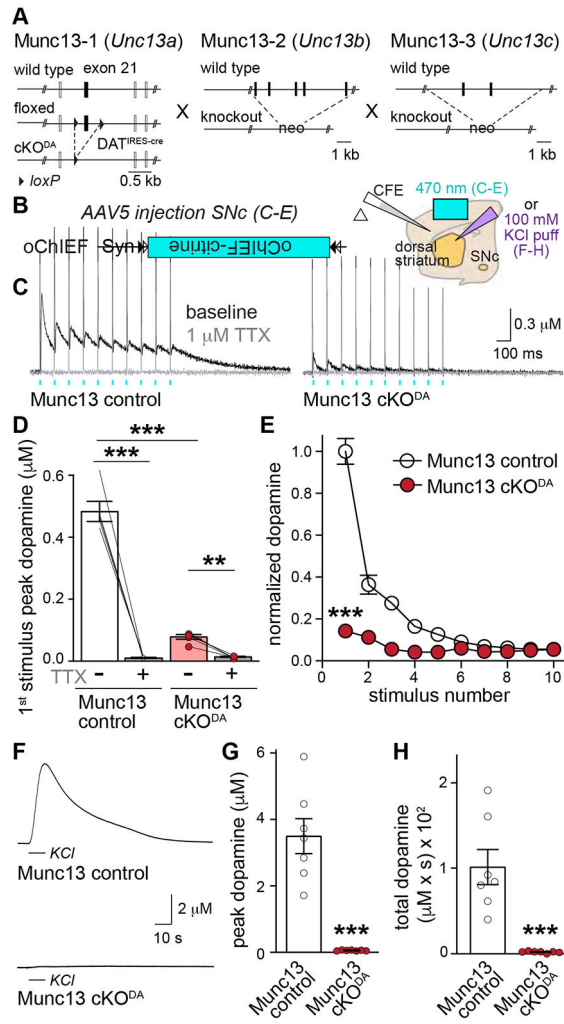 A
Munc13-1 (Unc13a)
wild type exon 21
floxed
cKO^DA
DAT^IRES-cre
loxP
0.5 kb
X
Munc13-2 (Unc13b)
wild type
knockout
neo
1 kb
X
Munc13-3 (Unc13c)
wild type
knockout
neo
1 kb
B
AAV5 injection SNc (C-E)
oChIEF
Syn
oChIEF-citrine
CFE
470 nm (C-E)
or
100 mM
KCl puff
(F-H)
dorsal
striatum
SNc
C
baseline
1 µM TTX
0.3 µM
100 ms
Munc13 control
Munc13 cKO^DA
D
1st stimulus peak dopamine (µM)
0.6
0.4
0.2
0.0
***
***
**
TTX - + - +
Munc13
control
Munc13
cKO^DA
E
normalized dopamine
1.0
0.8
0.6
0.4
0.2
0.0
Munc13 control
Munc13 cKO^DA
***
0 2 4 6 8 10
stimulus number
F
KCl
Munc13 control
2 µM
10 s
KCl
Munc13 cKO^DA
G
peak dopamine (µM)
6
4
2
0
***
Munc13
control
Munc13
cKO^DA
H
total dopamine
(µM x s) x 10²
2
1
0
***
Munc13
control
Munc13
cKO^DA